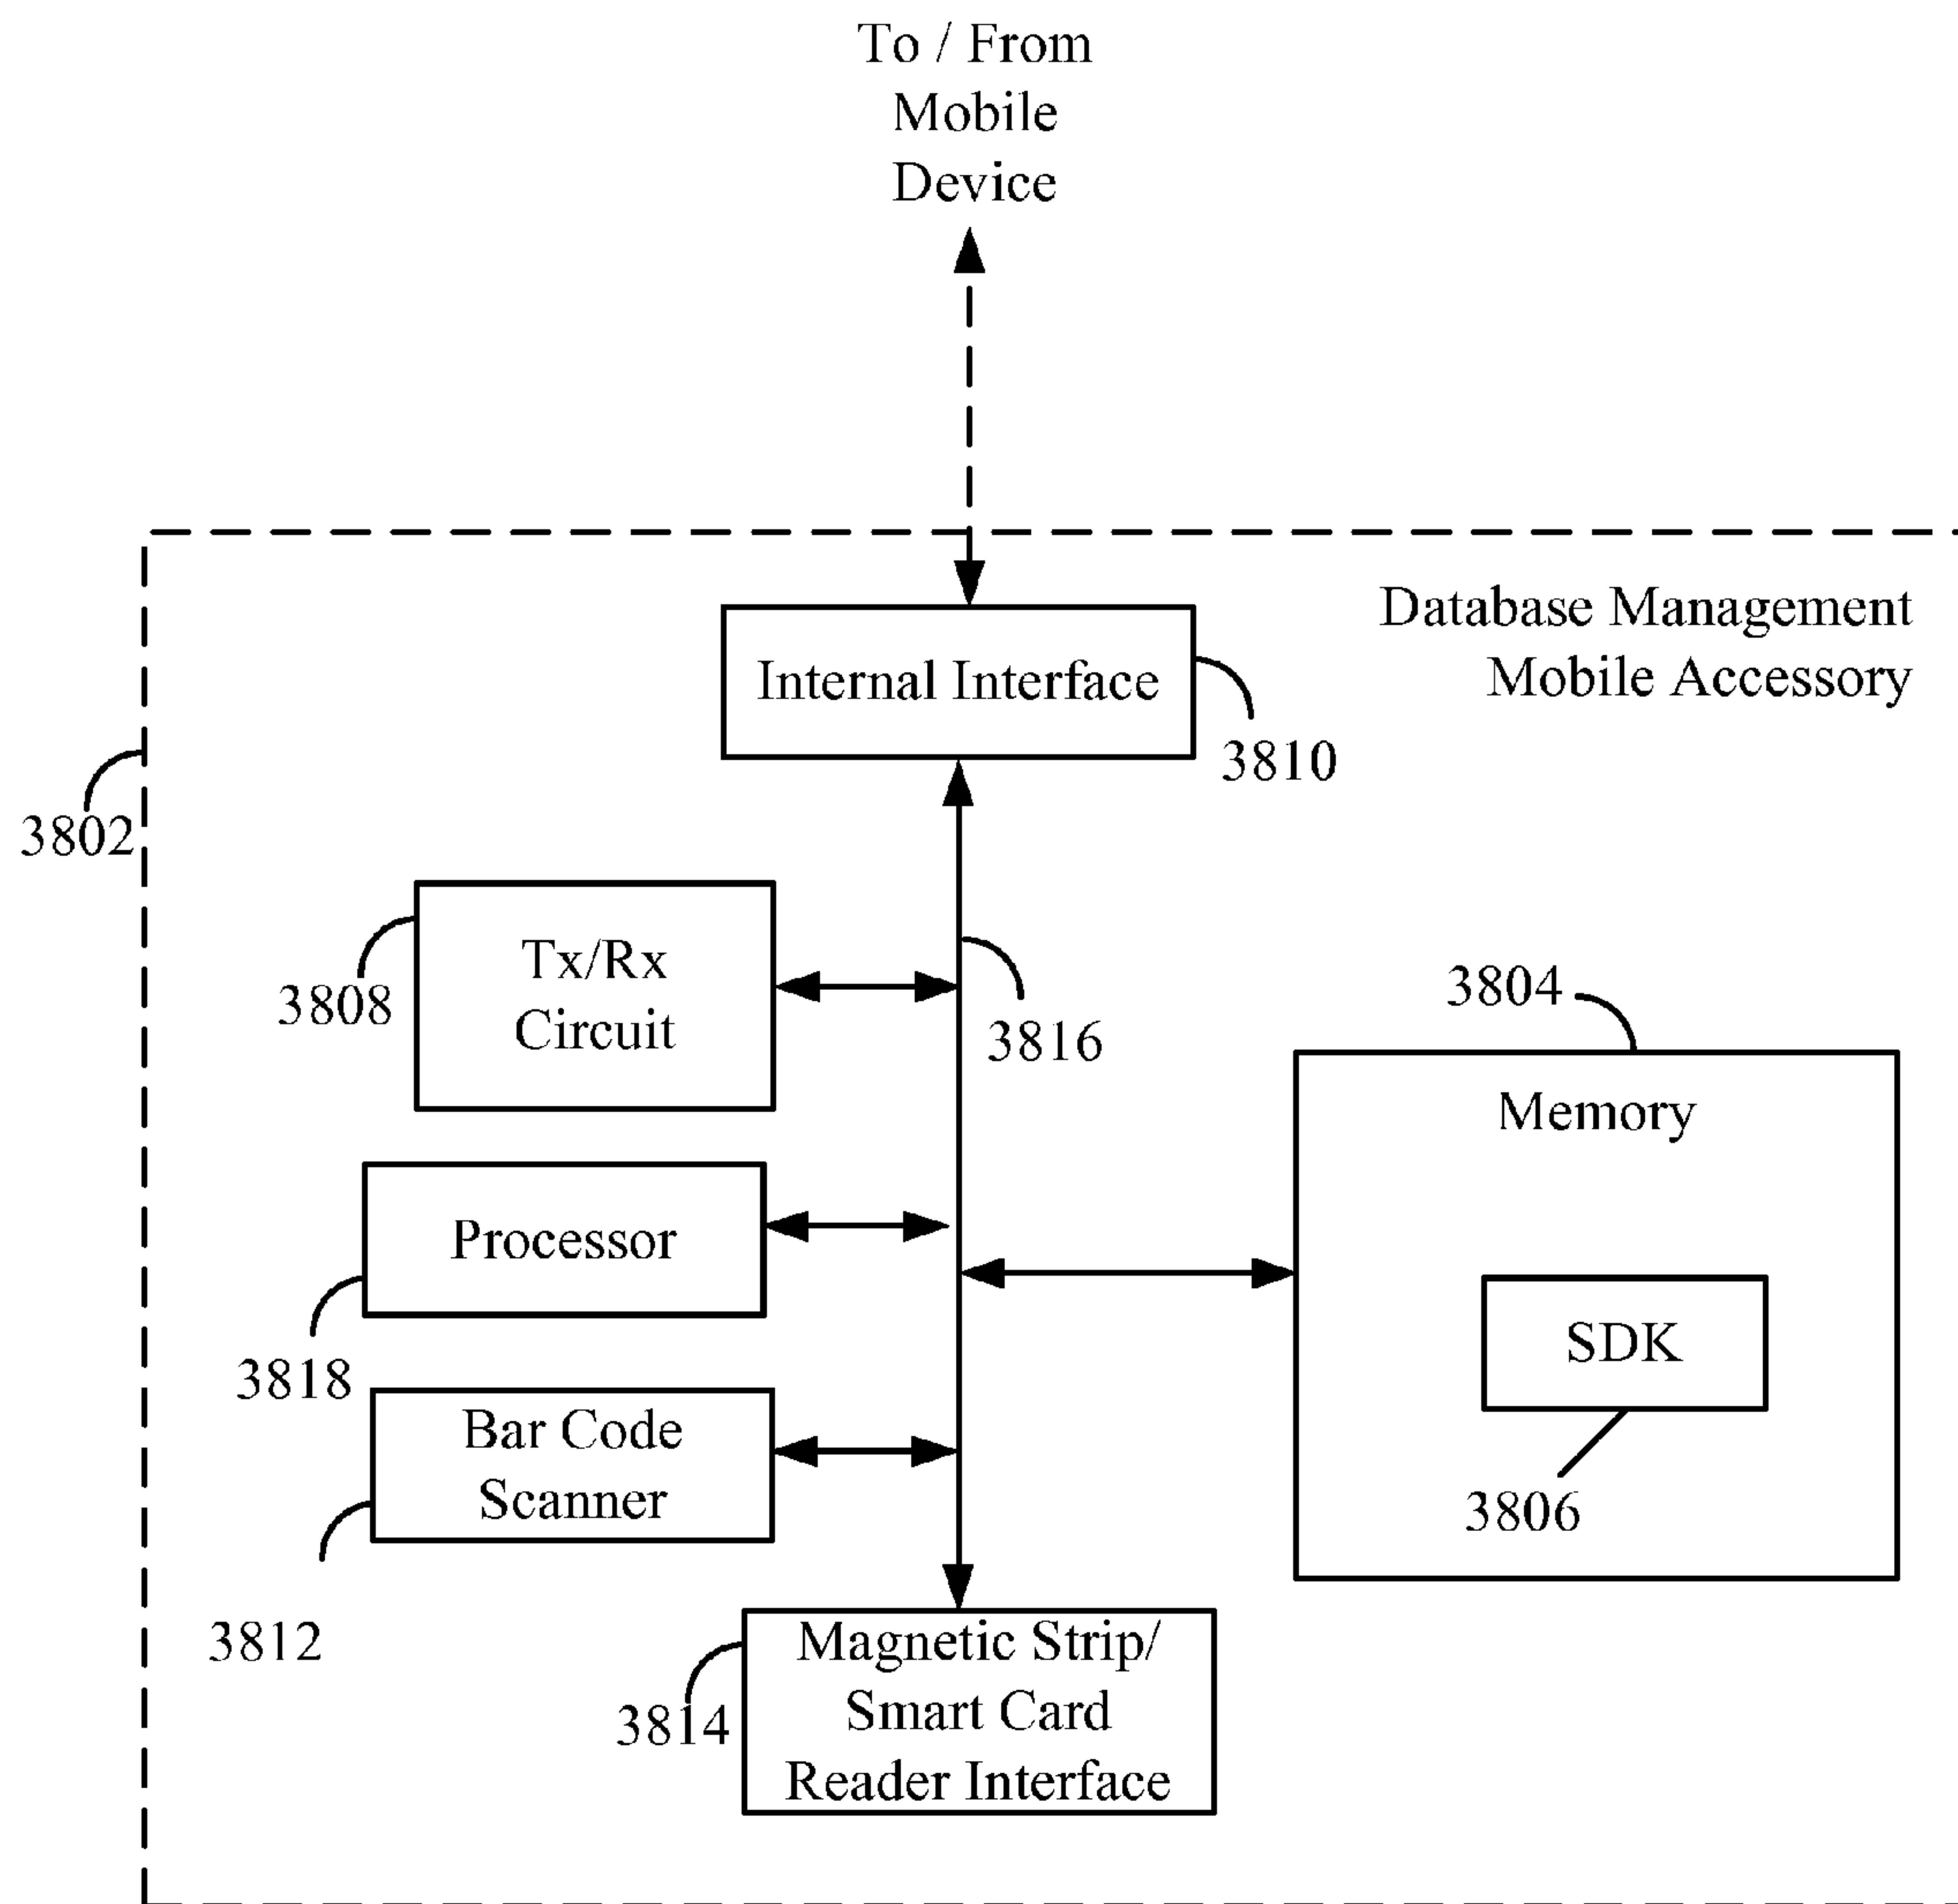 To / From
Mobile
Device
Database Management
Mobile Accessory
Internal Interface
3810
3802
Tx/Rx
Circuit
3808
3816
3804
Memory
Processor
3818
SDK
3806
Bar Code
Scanner
3812
Magnetic Strip/
Smart Card
Reader Interface
3814